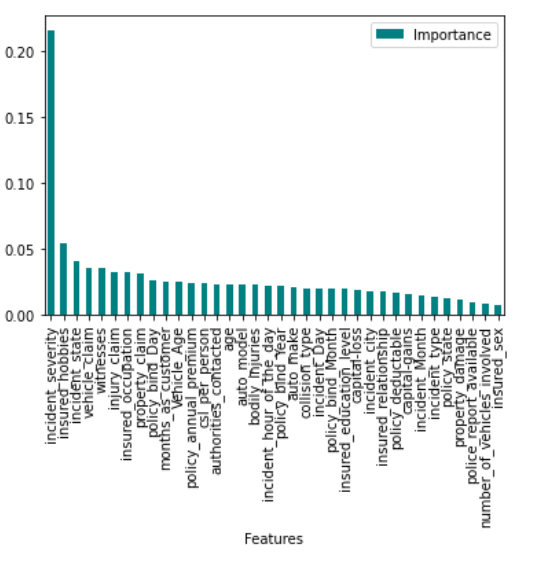 Importance
0.20
0.15
0.10
0.05
0.00
incident_severity
insured_hobbies
incident_state
vehicle_claim
witnesses
injury_claim
insured_occupation
property_claim
policy_bind_Day
months_as_customer
Vehicle_Age
policy_annual_premium
csl_per_person
authorities_contacted
age
auto_model
bodily_injuries
incident_hour_of_the_day
policy_bind_Year
auto_make
collision_type
incident_Day
policy_bind_Month
insured_education_level
capital-loss
incident_city
insured_relationship
policy_deductable
capital-gains
incident_Month
incident_type
policy_state
property_damage
police_report_available
number_of_vehicles_involved
insured_sex
Features